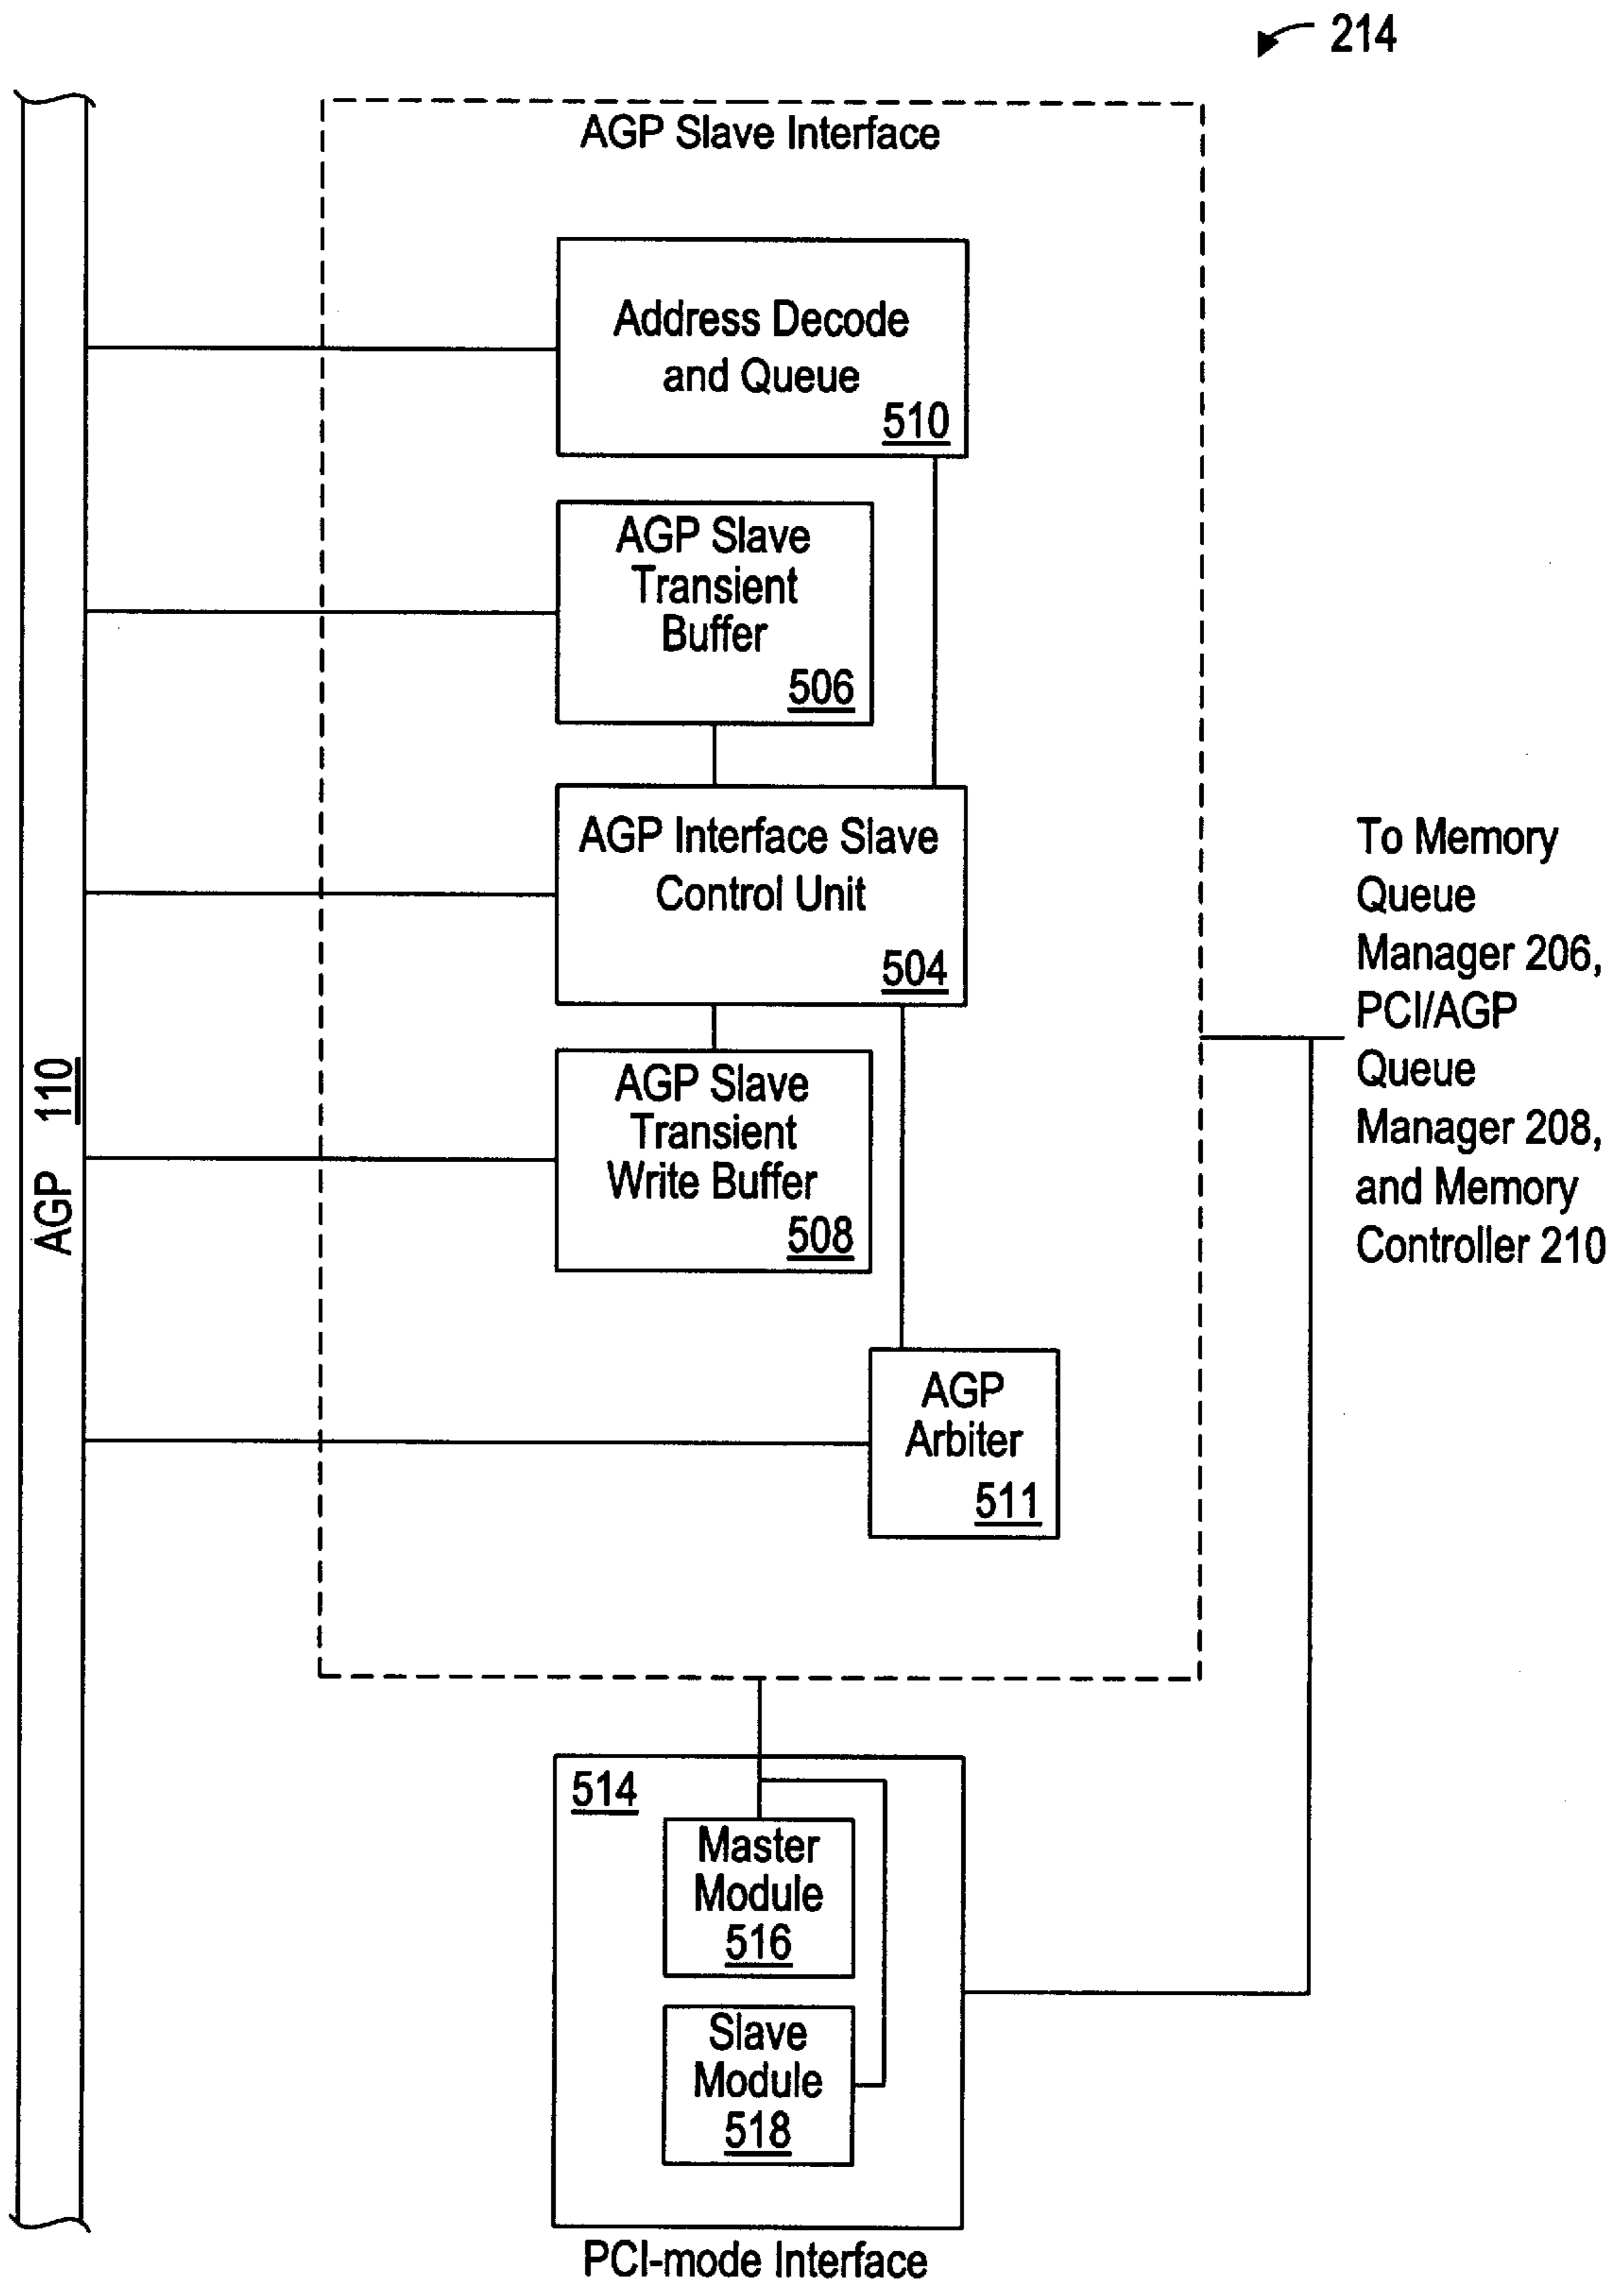 214
AGP Slave Interface
Address Decode
and Queue
510
AGP Slave
Transient
Buffer
506
AGP Interface Slave
Control Unit
504
AGP Slave
Transient
Write Buffer
508
AGP
Arbiter
511
AGP 110
To Memory
Queue
Manager 206,
PCI/AGP
Queue
Manager 208,
and Memory
Controller 210
514
Master
Module
516
Slave
Module
518
PCI-mode Interface